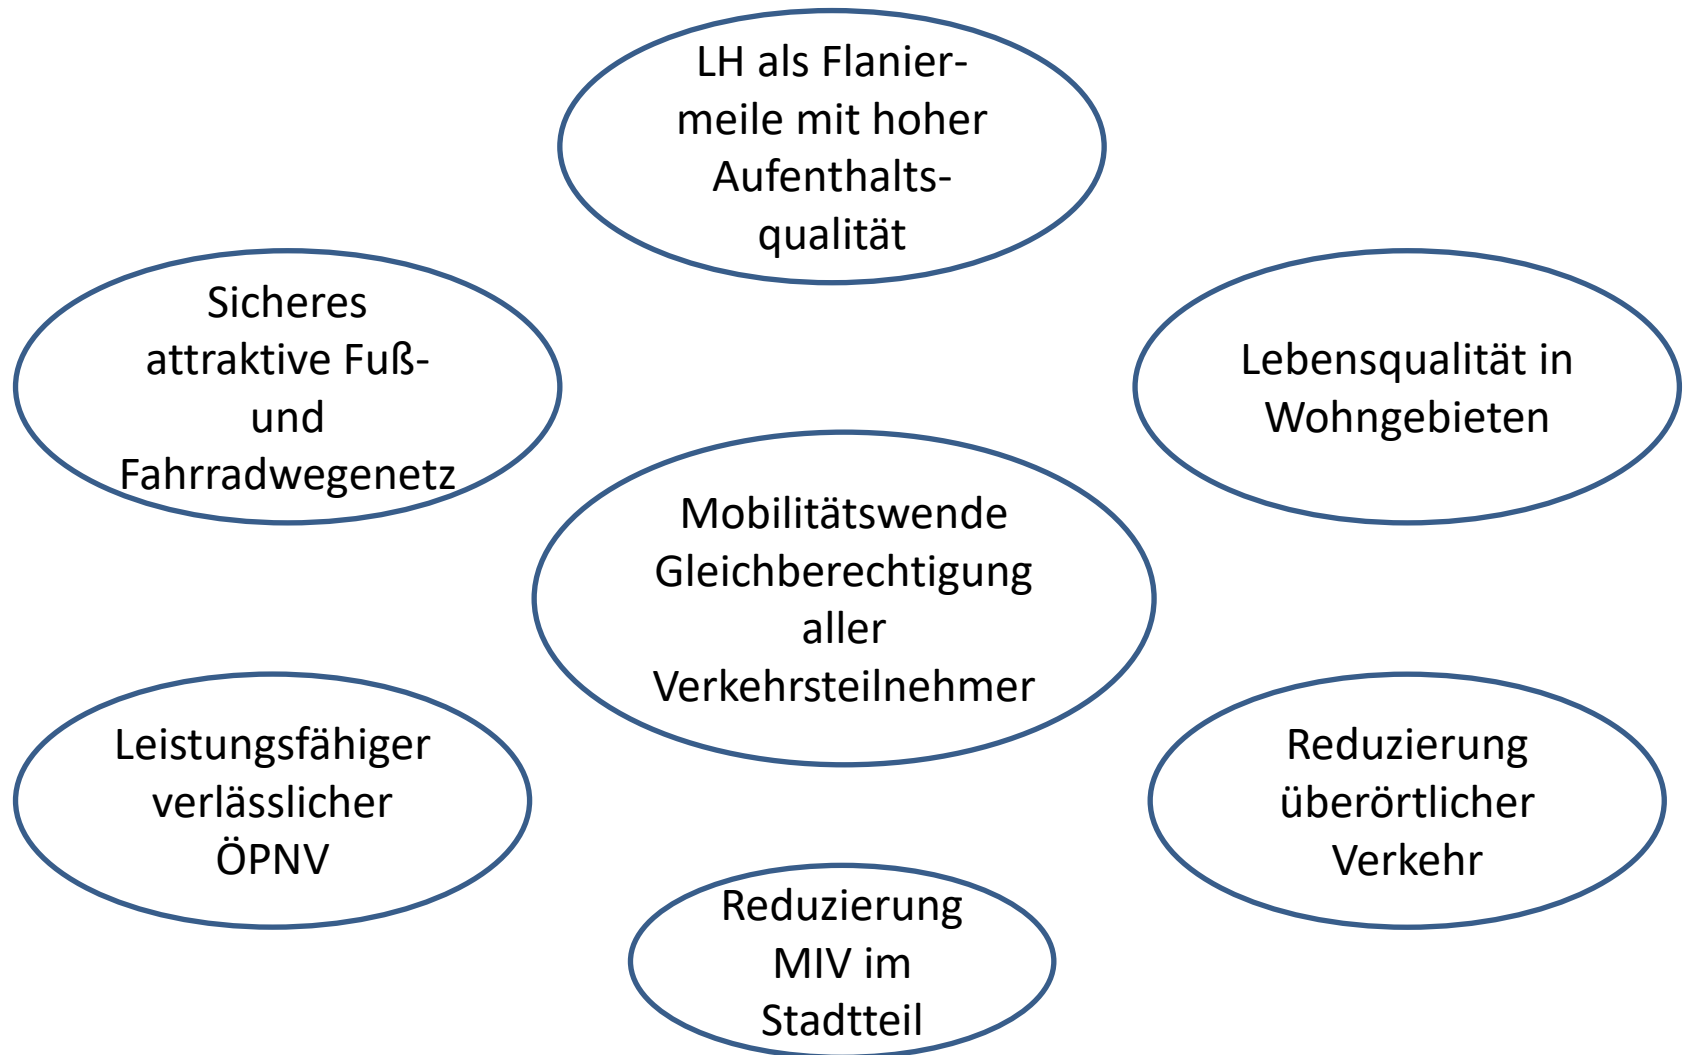 LH als Flanier-
meile mit hoher
Aufenthalts-
qualität
Sicheres
attraktive Fuß-
und
Fahrradwegenetz
Lebensqualität in
Wohngebieten
Mobilitätswende
Gleichberechtigung
aller
Verkehrsteilnehmer
Leistungsfähiger
verlässlicher
ÖPNV
Reduzierung
überörtlicher
Verkehr
Reduzierung
MIV im
Stadtteil